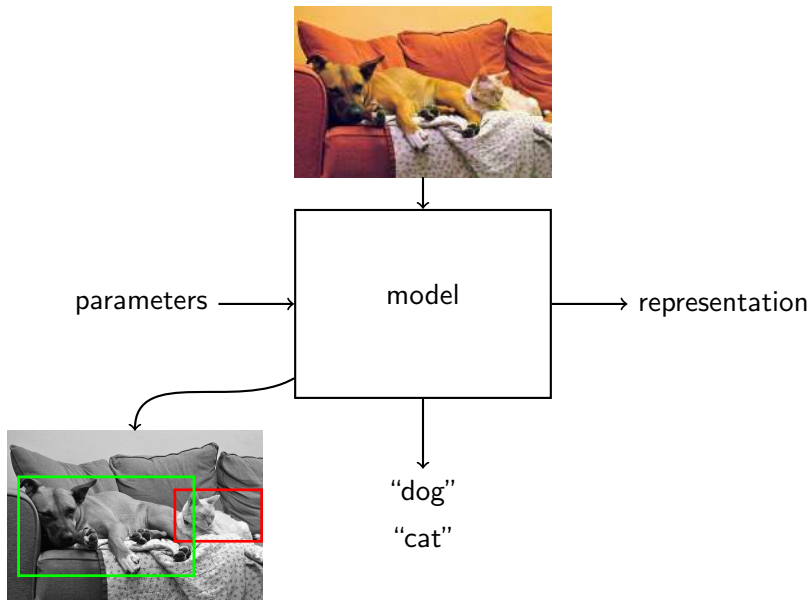 parameters
model
representation
“dog”
“cat”